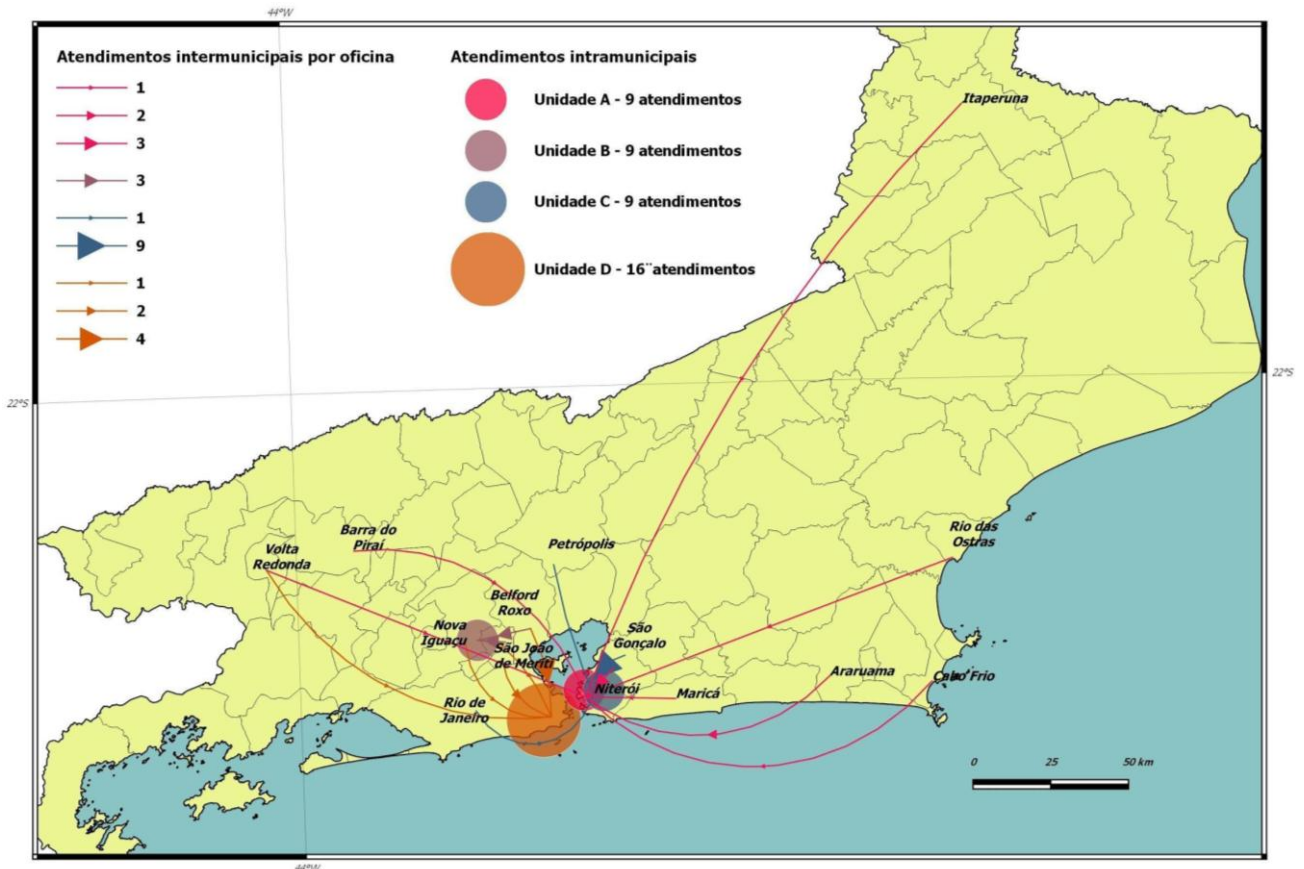 44°W
Atendimentos intermunicipais por oficina
1
2
3
3
1
9
1
2
4
Atendimentos intramunicipais
Unidade A - 9 atendimentos
Unidade B - 9 atendimentos
Unidade C - 9 atendimentos
Unidade D - 16¨atendimentos
Itaperuna
22°S
22°S
Barra do
Piraí
Volta
Redonda
Petrópolis
Rio das
Ostras
Belford
Roxo
Nova
Iguaçu
São João
de Meriti
São
Gonçalo
Niterói
Maricá
Araruama
Cabo Frio
Rio de
Janeiro
0 25 50 km
44°W